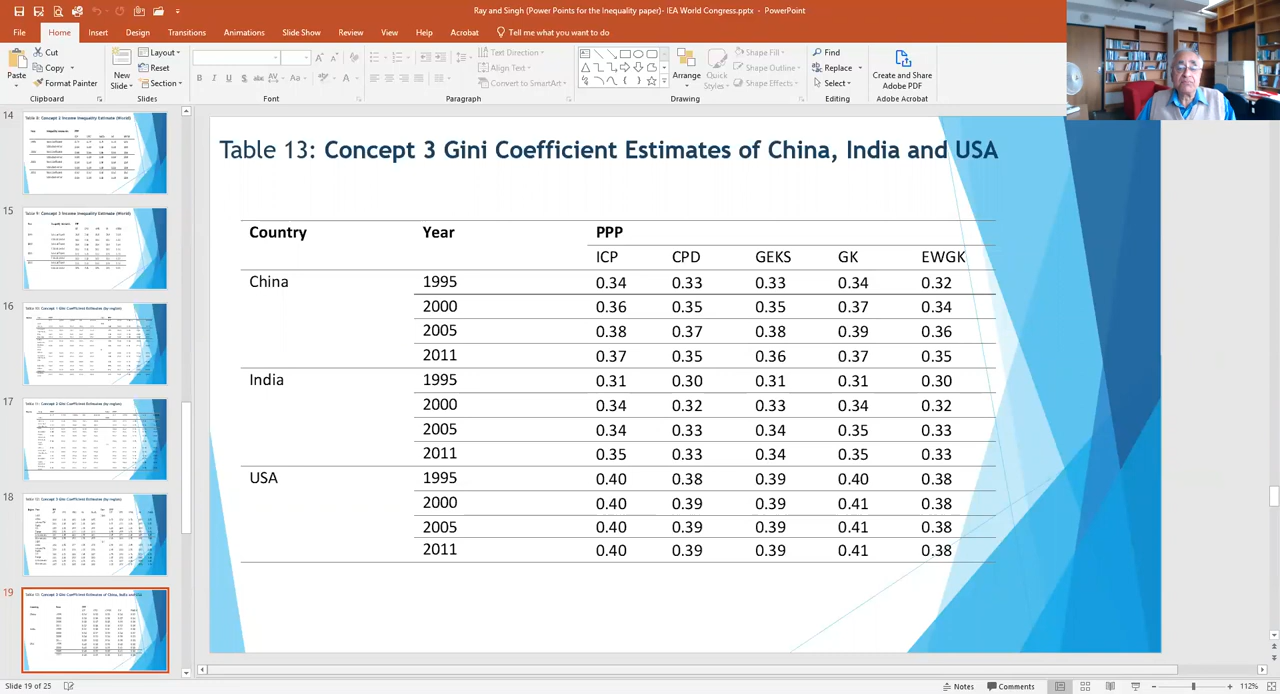 Ray and Singh (Power Points for the Inequality paper)- IEA World Congress.pptx - PowerPoint
File Home Insert Design Transitions Animations Slide Show Review View Help Acrobat Tell me what you want to do
Paste
Cut
Copy
Format Painter
Clipboard
New Slide
Layout
Reset
Section
Slides
Font
Text Direction
Align Text
Convert to SmartArt
Paragraph
Arrange
Quick Styles
Shape Fill
Shape Outline
Shape Effects
Drawing
Find
Replace
Select
Editing
Create and Share
Adobe PDF
Adobe Acrobat
14
15
16
17
18
19
Table 13: Concept 3 Gini Coefficient Estimates of China, India and USA
Country Year PPP
ICP CPD GEKS GK EWGK
China 1995 0.34 0.33 0.33 0.34 0.32
2000 0.36 0.35 0.35 0.37 0.34
2005 0.38 0.37 0.37 0.39 0.36
2011 0.37 0.35 0.36 0.37 0.35
India 1995 0.31 0.30 0.31 0.31 0.30
2000 0.34 0.32 0.33 0.34 0.32
2005 0.34 0.33 0.34 0.35 0.33
2011 0.35 0.33 0.34 0.35 0.33
USA 1995 0.40 0.38 0.39 0.40 0.38
2000 0.40 0.39 0.39 0.41 0.38
2005 0.40 0.39 0.39 0.41 0.38
2011 0.40 0.39 0.39 0.41 0.38
Slide 19 of 25
Notes Comments 112%